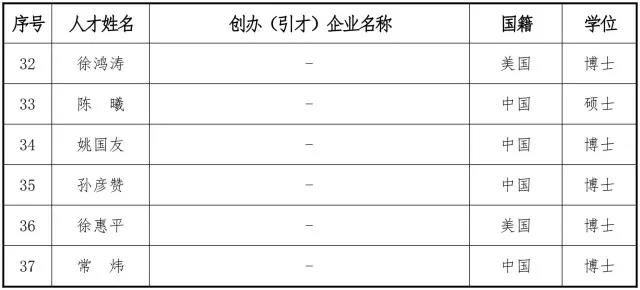 序号 人才姓名 创办（引才）企业名称 国籍 学位
32 徐鸿涛 － 美国 博士
33 陈　曦 － 中国 硕士
34 姚国友 － 中国 博士
35 孙彦赞 － 中国 博士
36 徐惠平 － 美国 博士
37 常　炜 － 中国 博士